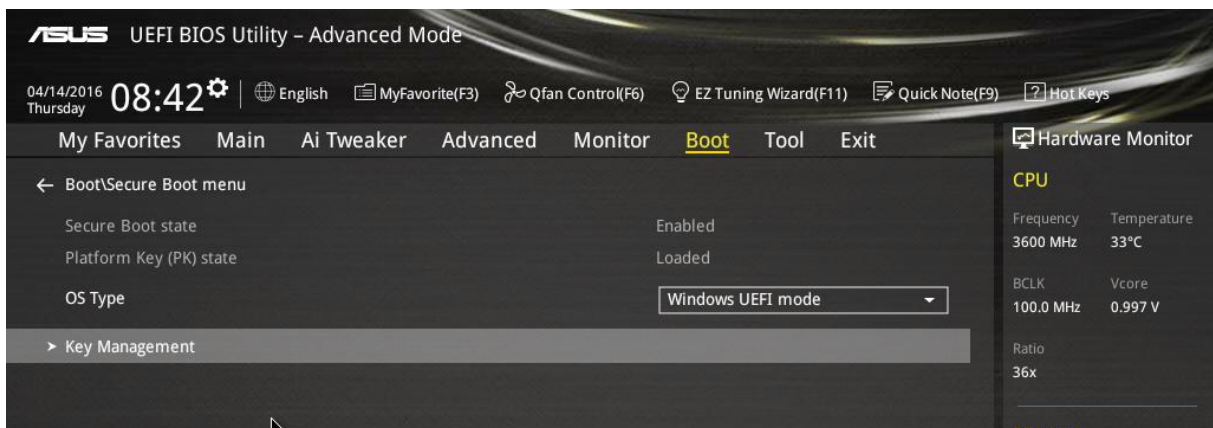 ASUS UEFI BIOS Utility – Advanced Mode
04/14/2016 Thursday 08:42 English MyFavorite(F3) Qfan Control(F6) EZ Tuning Wizard(F11) Quick Note(F9) ? Hot Keys
My Favorites Main Ai Tweaker Advanced Monitor Boot Tool Exit
← Boot\Secure Boot menu
Secure Boot state Enabled
Platform Key (PK) state Loaded
OS Type Windows UEFI mode
> Key Management
Hardware Monitor
CPU
Frequency Temperature
3600 MHz 33°C
BCLK Vcore
100.0 MHz 0.997 V
Ratio
36x